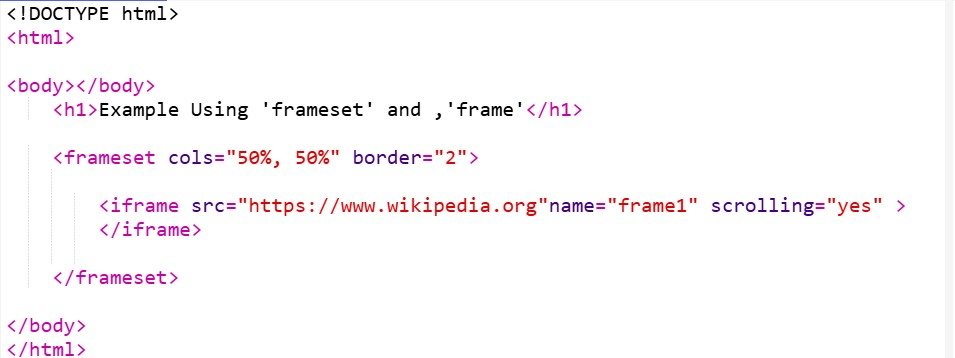 <!DOCTYPE html>
<html>
<body></body>
<h1>Example Using 'frameset' and ,'frame'</h1>
<frameset cols="50%, 50%" border="2">
<iframe src="https://www.wikipedia.org"name="frame1" scrolling="yes" >
</iframe>
</frameset>
</body>
</html>